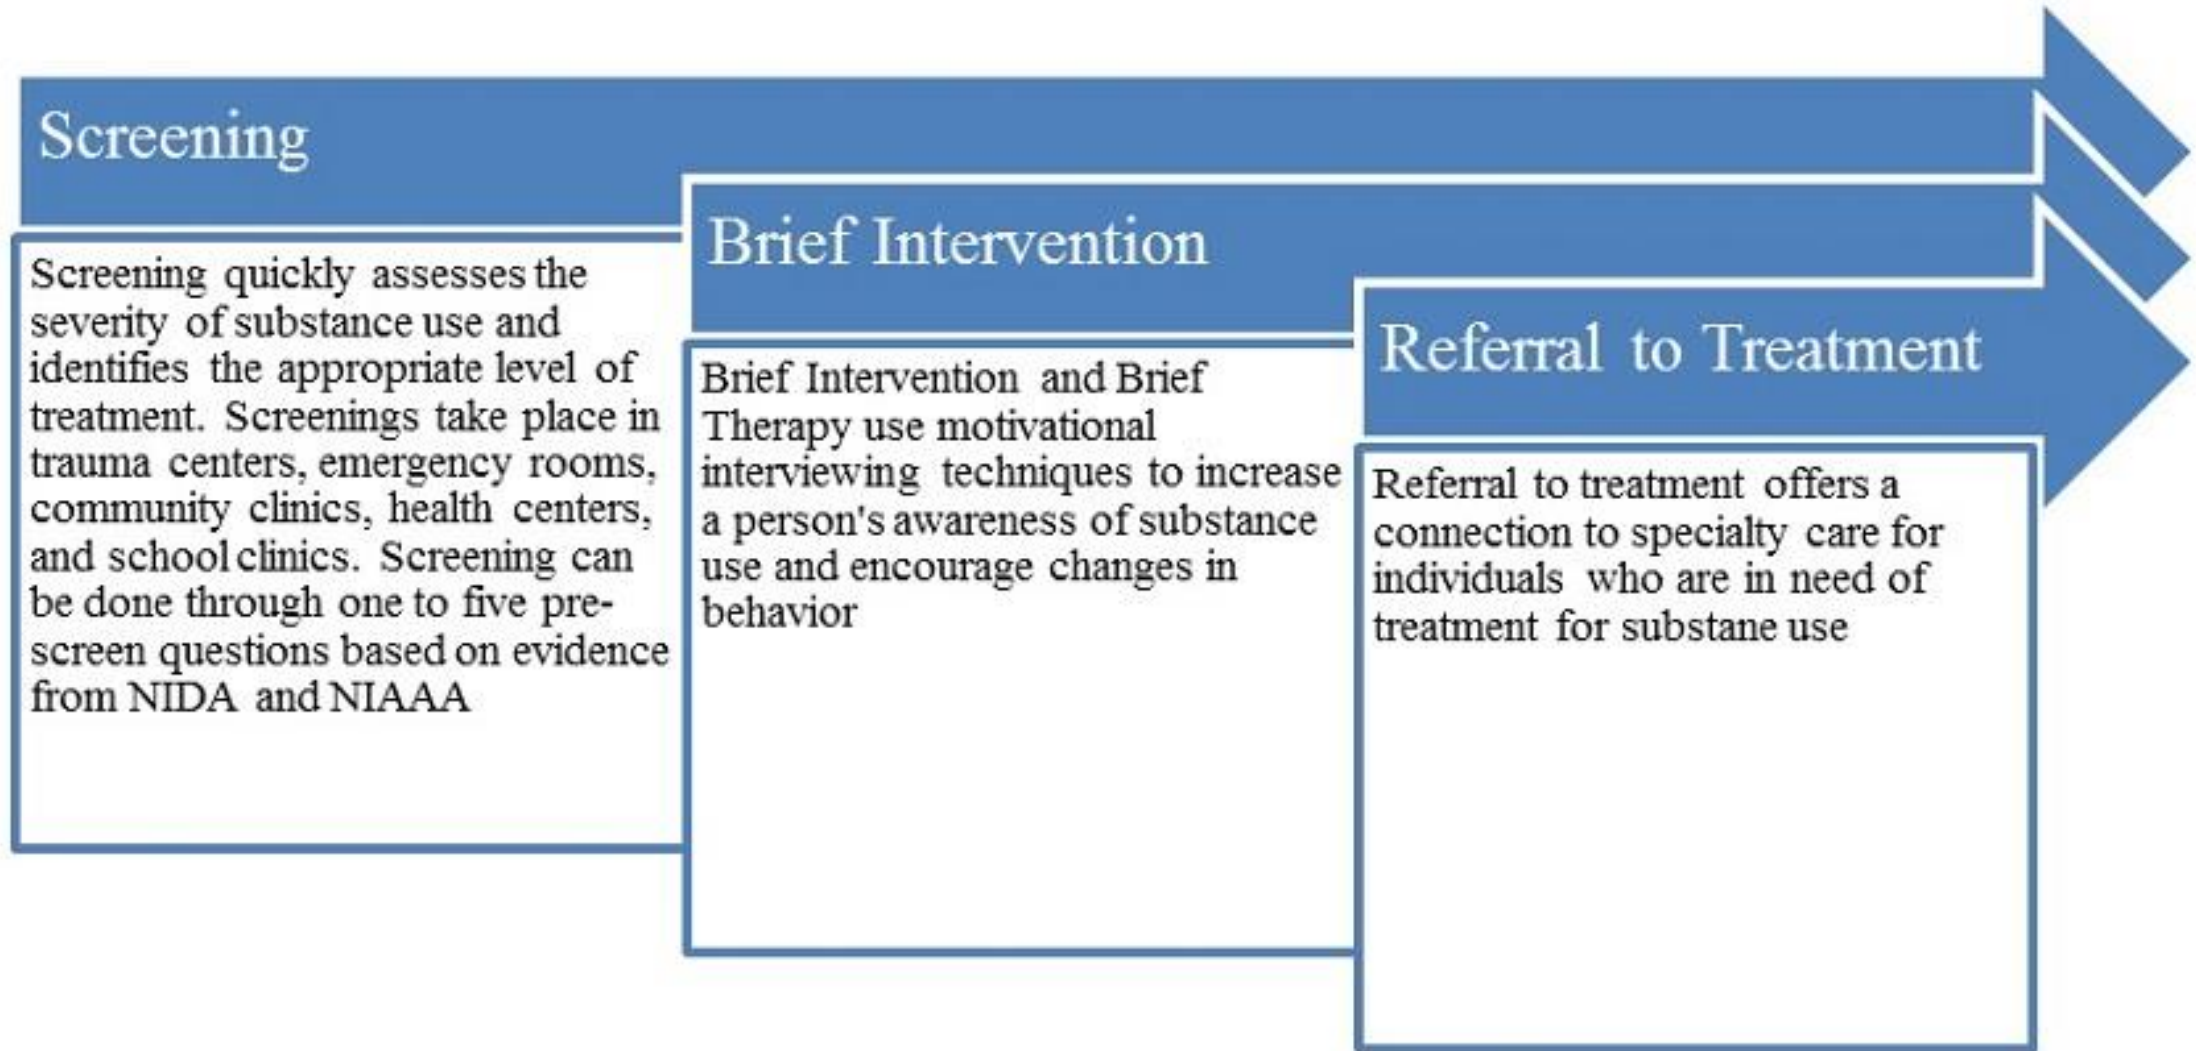 Screening
Screening quickly assesses the
severity of substance use and
identifies the appropriate level of
treatment. Screenings take place in
trauma centers, emergency rooms,
community clinics, health centers,
and school clinics. Screening can
be done through one to five pre-
screen questions based on evidence
from NIDA and NIAAA
Brief Intervention
Brief Intervention and Brief
Therapy use motivational
interviewing techniques to increase
a person's awareness of substance
use and encourage changes in
behavior
Referral to Treatment
Referral to treatment offers a
connection to specialty care for
individuals who are in need of
treatment for substane use